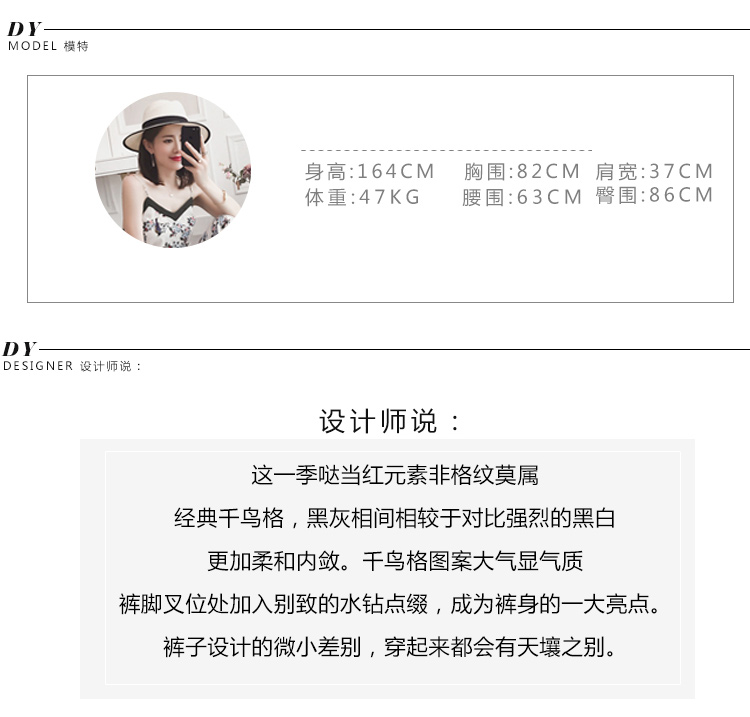 DY
MODEL 模特
身高:164CM 胸围:82CM 肩宽:37CM
体重:47KG 腰围:63CM 臀围:86CM
DY
DESIGNER 设计师说：
设计师说：
这一季哒当红元素非格纹莫属
经典千鸟格，黑灰相间相较于对比强烈的黑白
更加柔和内敛。千鸟格图案大气显气质
裤脚叉位处加入别致的水钻点缀，成为裤身的一大亮点。
裤子设计的微小差别，穿起来都会有天壤之别。